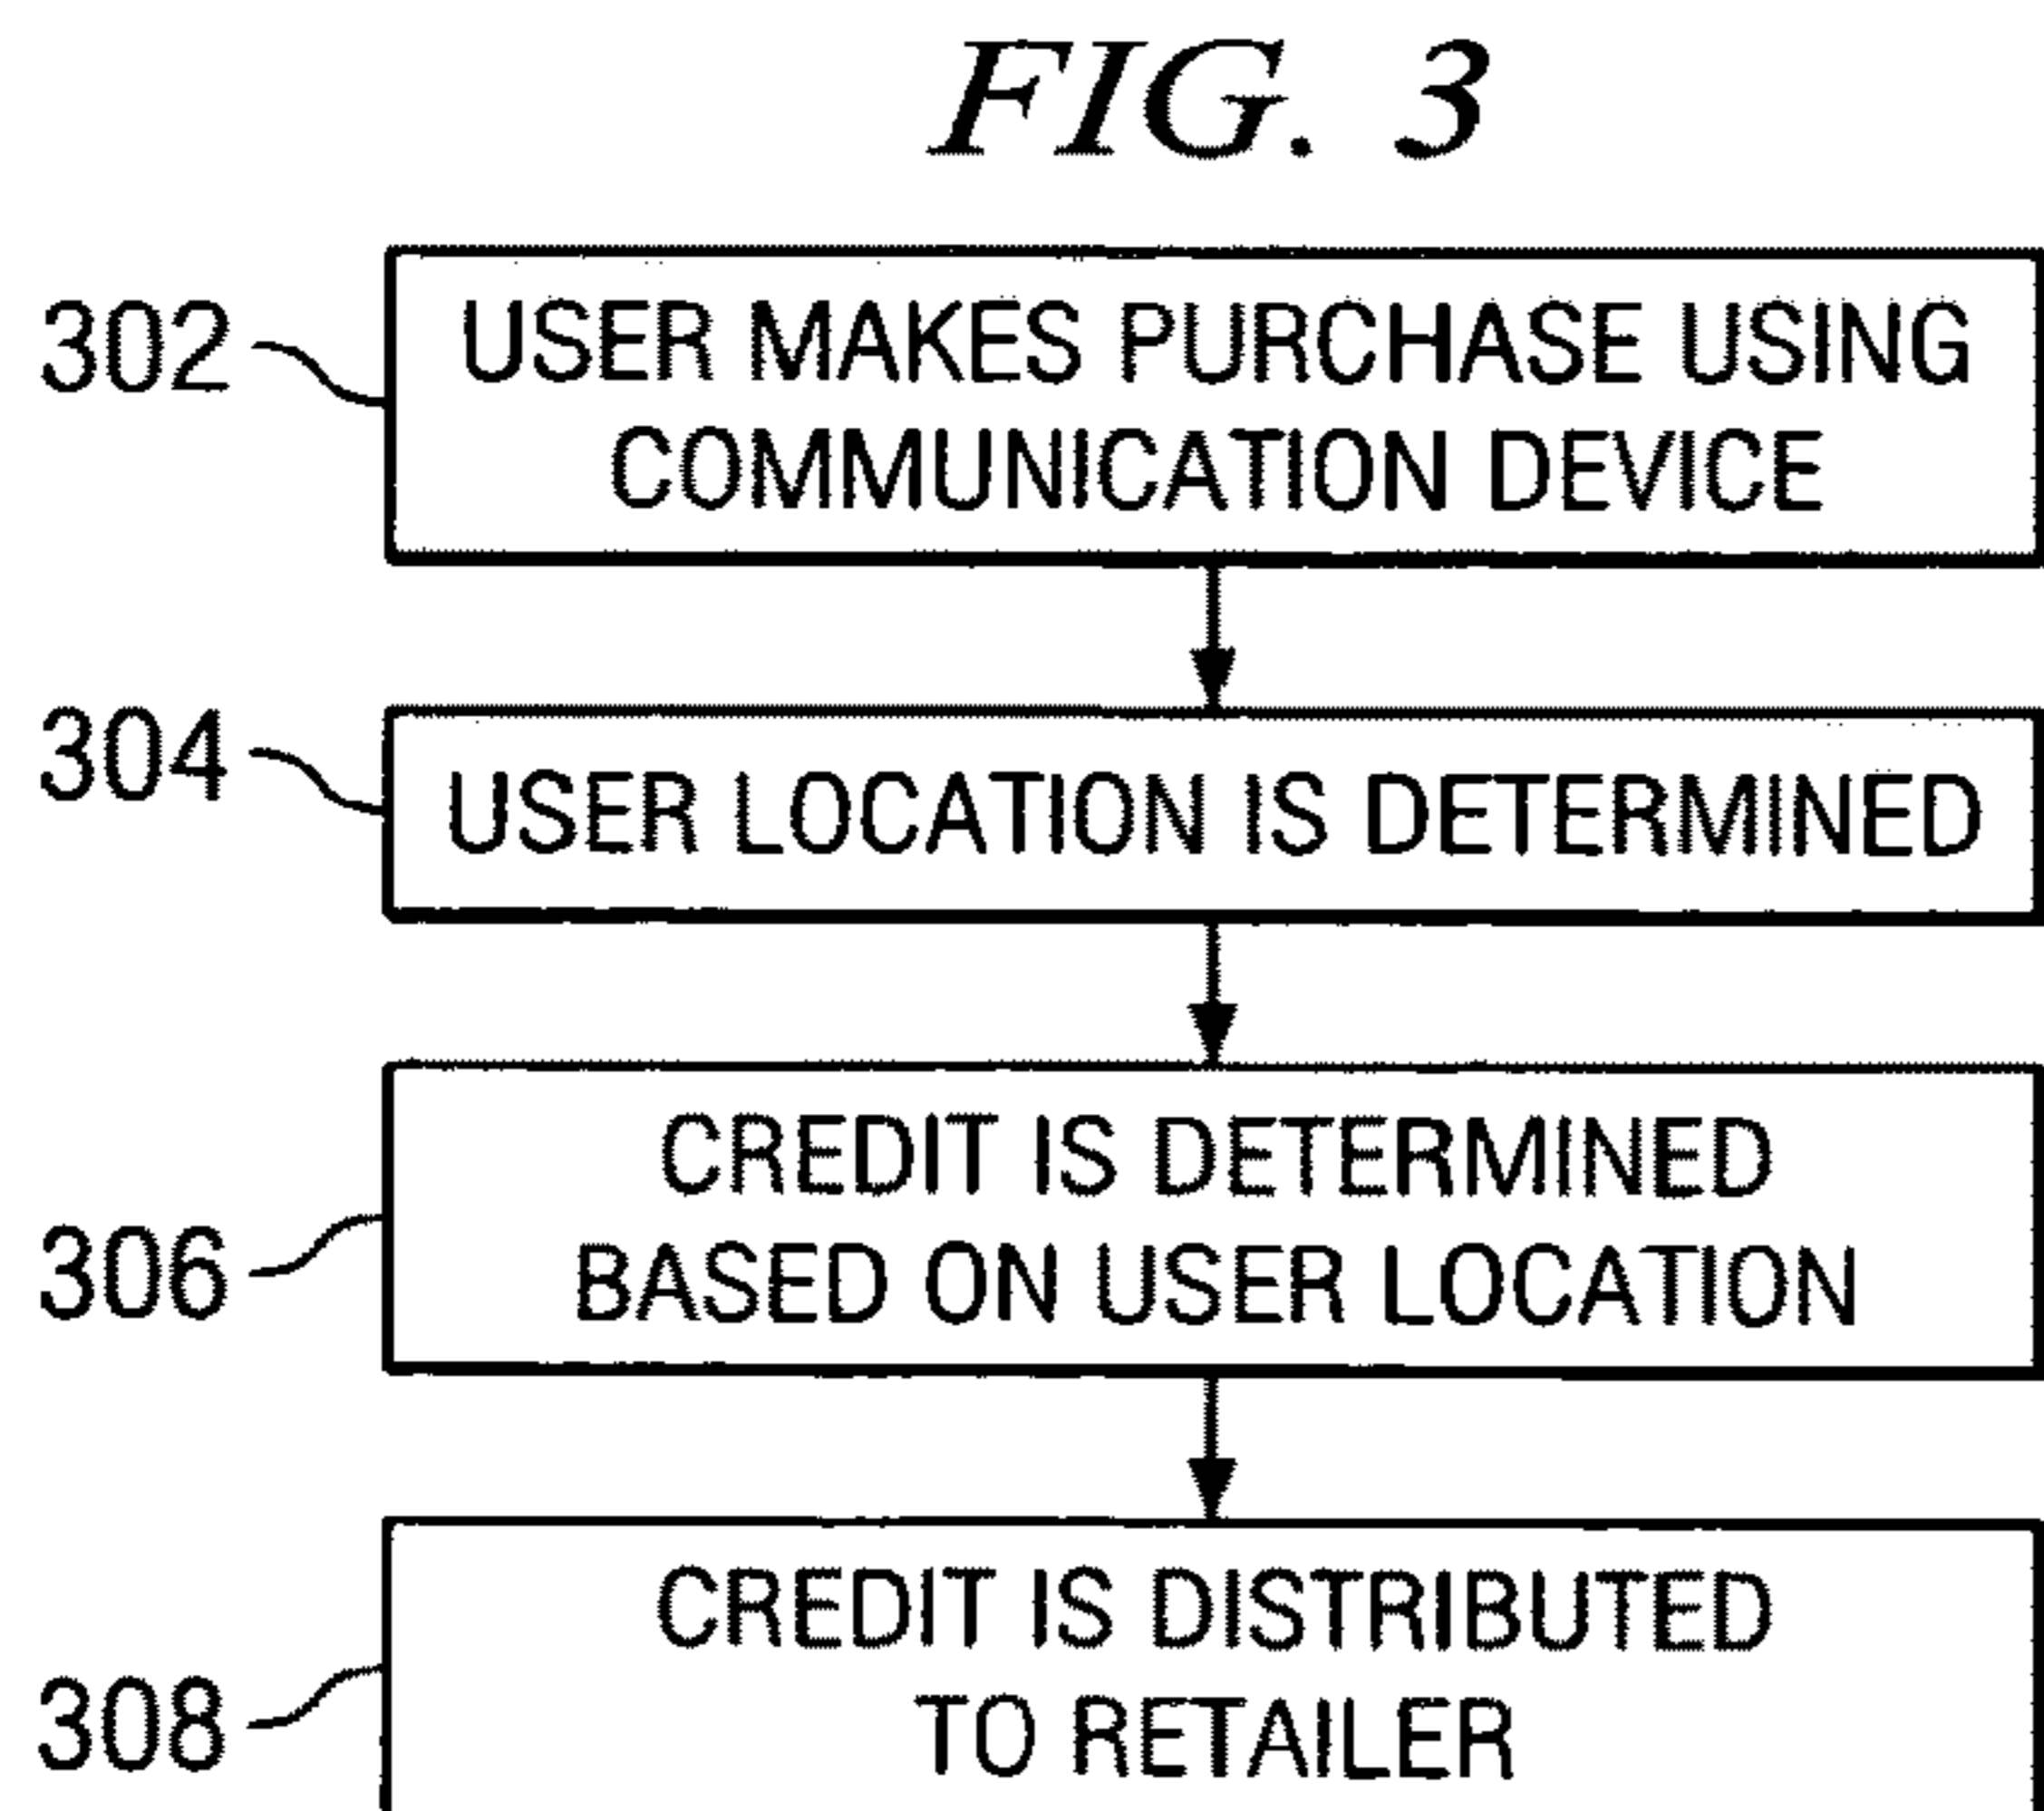 FIG. 3
302
USER MAKES PURCHASE USING
COMMUNICATION DEVICE
304
USER LOCATION IS DETERMINED
CREDIT IS DETERMINED
306
BASED ON USER LOCATION
CREDIT IS DISTRIBUTED
308
TO RETAILER